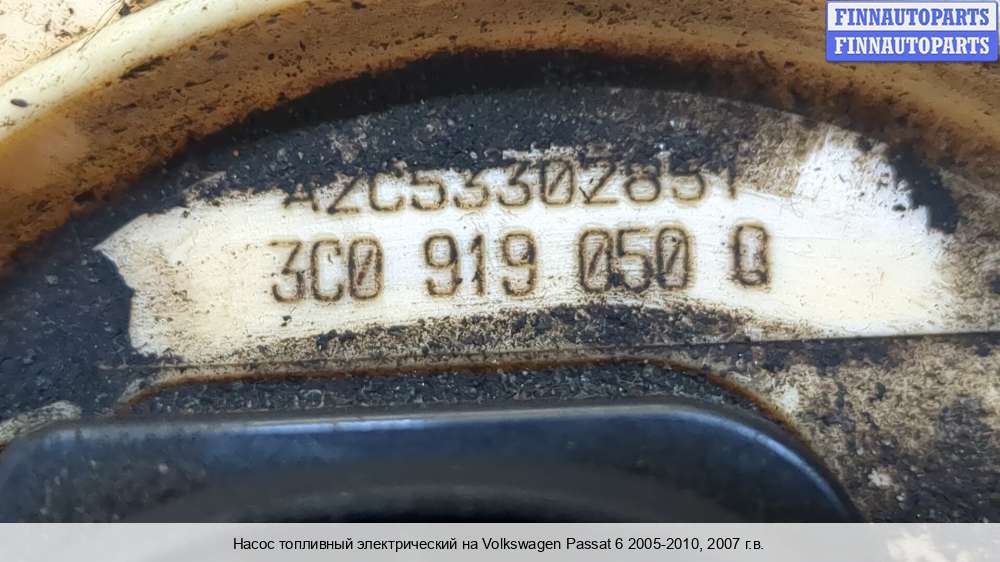 FINNAUTOPARTS
FINNAUTOPARTS
A2C53302851
3C0 919 050 Q
Насос топливный электрический на Volkswagen Passat 6 2005-2010, 2007 г.в.